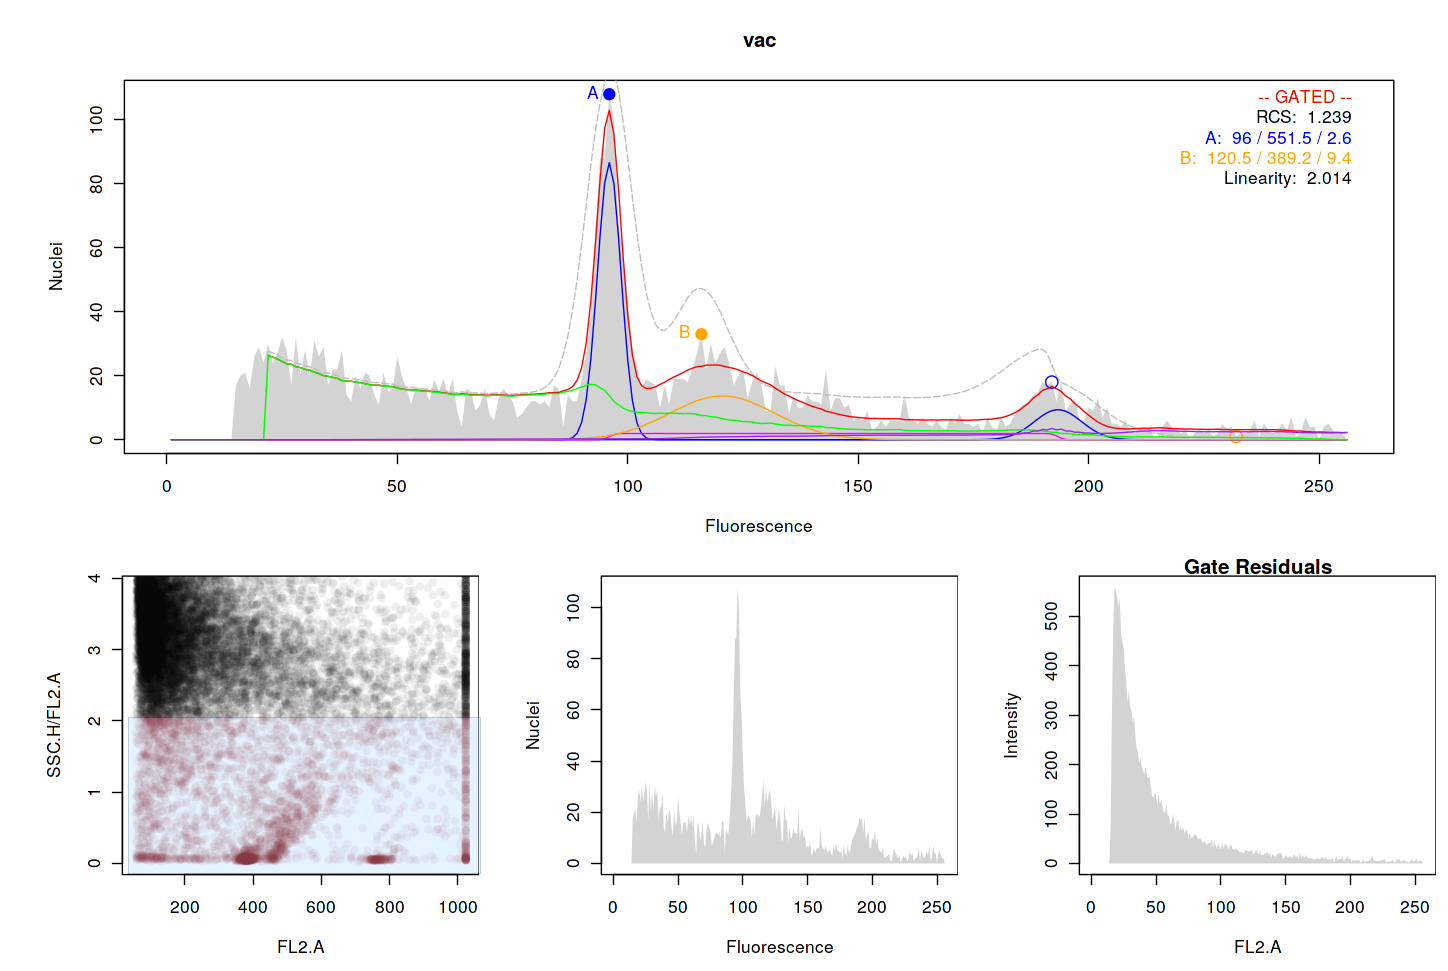 vac
A
B
-- GATED --
RCS: 1.239
A: 96 / 551.5 / 2.6
B: 120.5 / 389.2 / 9.4
Linearity: 2.014
Nuclei
0 20 40 60 80 100
0 50 100 150 200 250
Fluorescence
SSC.H/FL2.A
0 1 2 3 4
200 400 600 800 1000
FL2.A
Nuclei
0 20 40 60 80 100
0 50 100 150 200 250
Fluorescence
Gate Residuals
Intensity
0 100 200 300 400 500
0 50 100 150 200 250
FL2.A